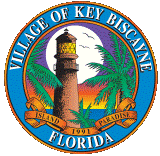 VILLAGE OF KEY BISCAYNE
ISLAND PARADISE
1991
FLORIDA